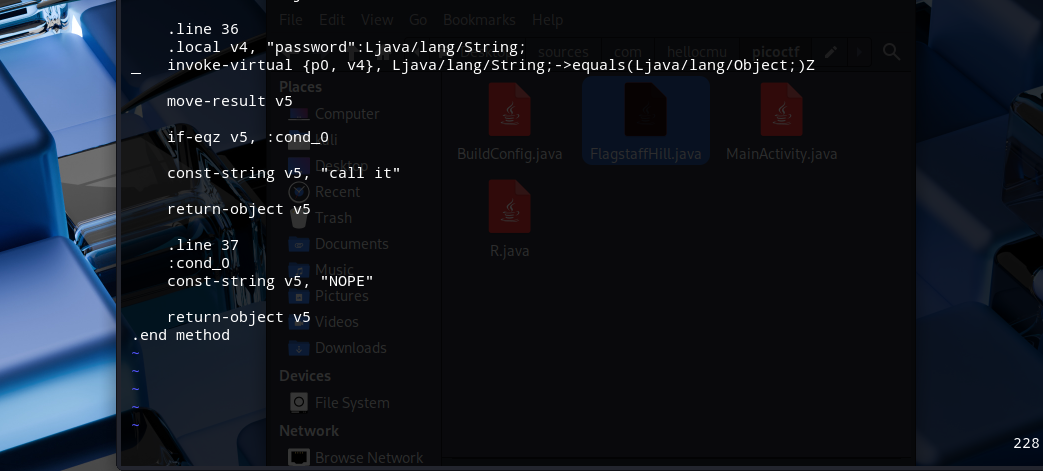 File Edit View Go Bookmarks Help
sources com hellocmu picoctf
.line 36
.local v4, "password":Ljava/lang/String;
_ invoke-virtual {p0, v4}, Ljava/lang/String;->equals(Ljava/lang/Object;)Z
move-result v5
if-eqz v5, :cond_0
const-string v5, "call it"
return-object v5
.line 37
:cond_0
const-string v5, "NOPE"
return-object v5
.end method
~
~
~
~
~
228
Places
Computer
Desktop
Recent
Trash
Documents
Music
Pictures
Videos
Downloads
Devices
File System
Network
Browse Network
BuildConfig.java
FlagstaffHill.java
MainActivity.java
R.java